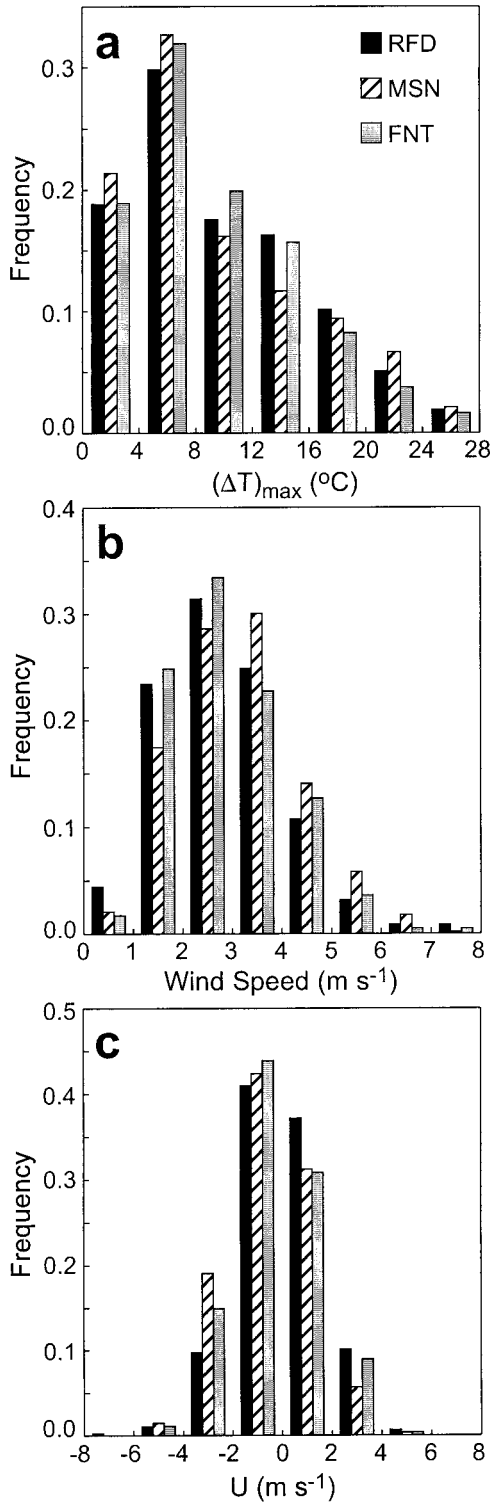 a
RFD
MSN
FNT
0.3
0.2
0.1
0.0
Frequency
0 4 8 12 16 20 24 28
(ΔT)max (°C)
b
0.4
0.3
0.2
0.1
0.0
Frequency
0 1 2 3 4 5 6 7 8
Wind Speed (m s-1)
c
0.5
0.4
0.3
0.2
0.1
0.0
Frequency
-8 -6 -4 -2 0 2 4 6 8
U (m s-1)